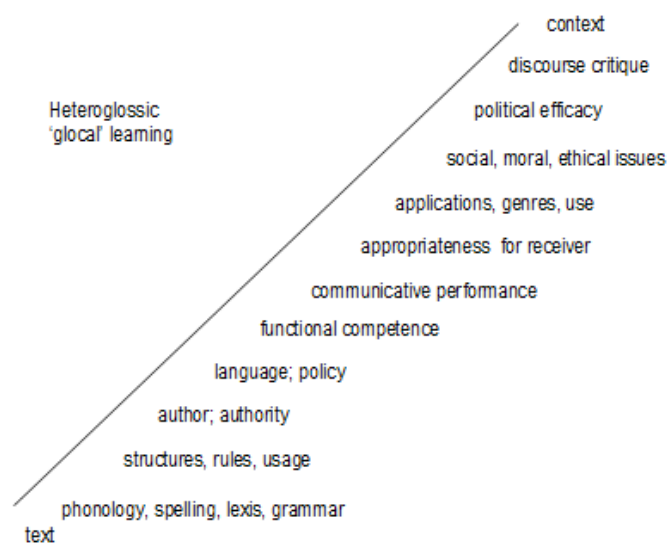 context
discourse critique
Heteroglossic
'glocal' learning
political efficacy
social, moral, ethical issues
applications, genres, use
appropriateness for receiver
communicative performance
functional competence
language; policy
author; authority
structures, rules, usage
phonology, spelling, lexis, grammar
text